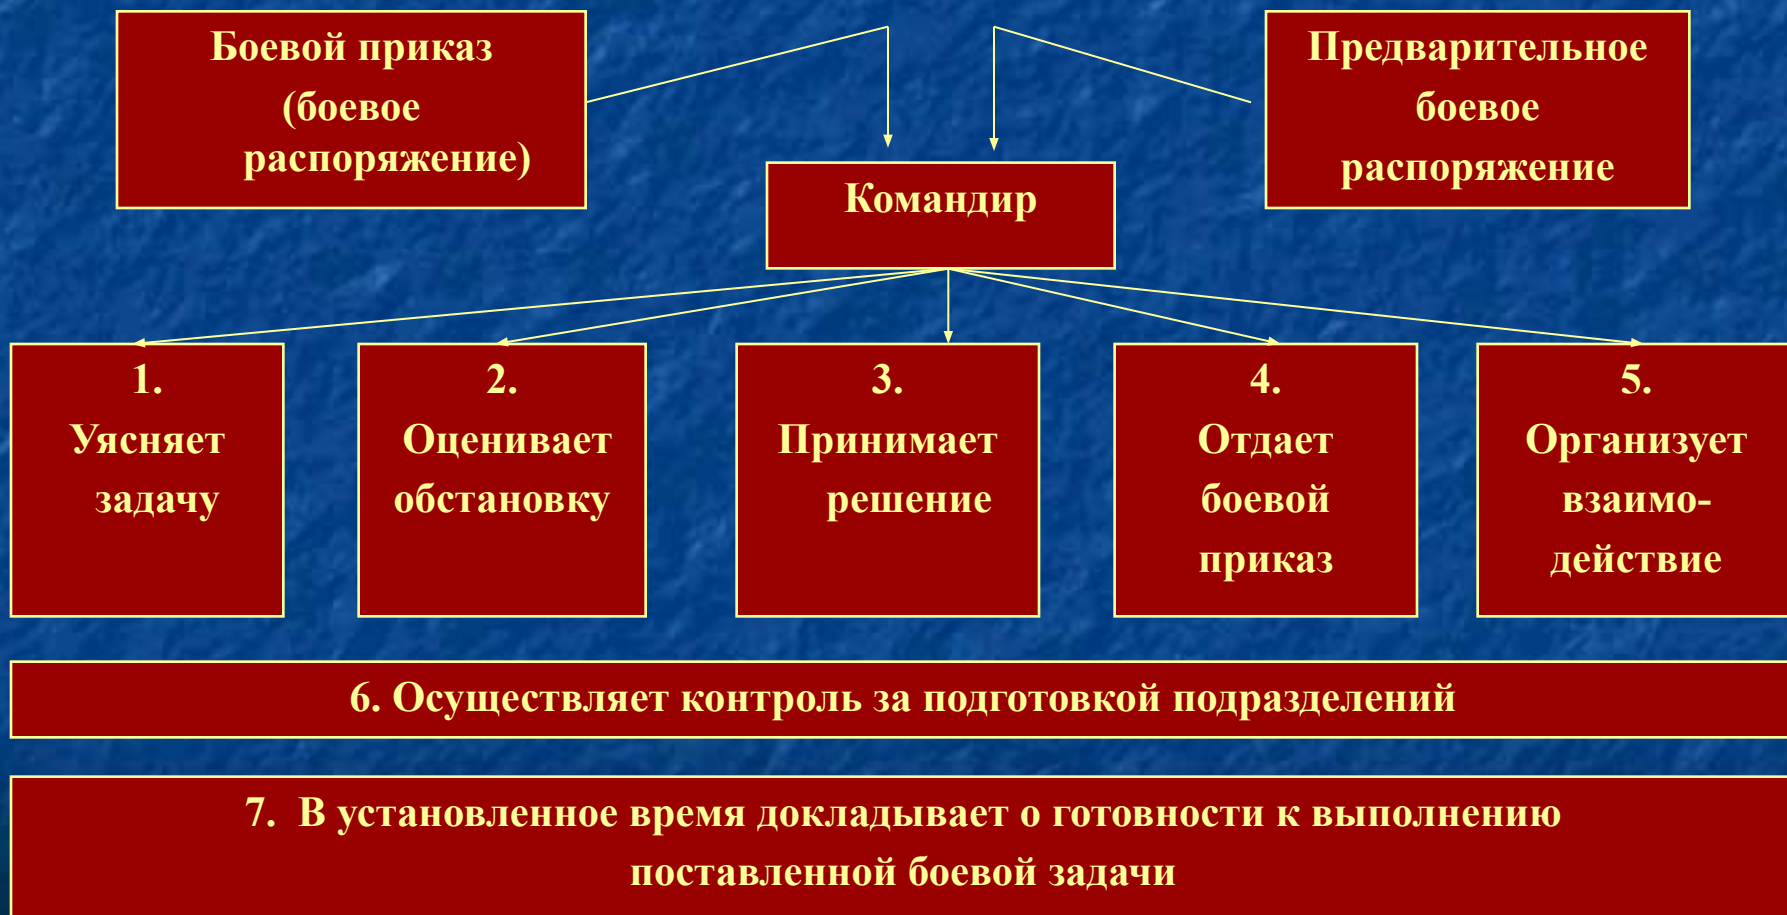 Боевой приказ
(боевое
распоряжение)
Предварительное
боевое
распоряжение
Командир
1.
Уясняет
задачу
2.
Оценивает
обстановку
3.
Принимает
решение
4.
Отдает
боевой
приказ
5.
Организует
взаимо-
действие
6. Осуществляет контроль за подготовкой подразделений
7. В установленное время докладывает о готовности к выполнению
поставленной боевой задачи